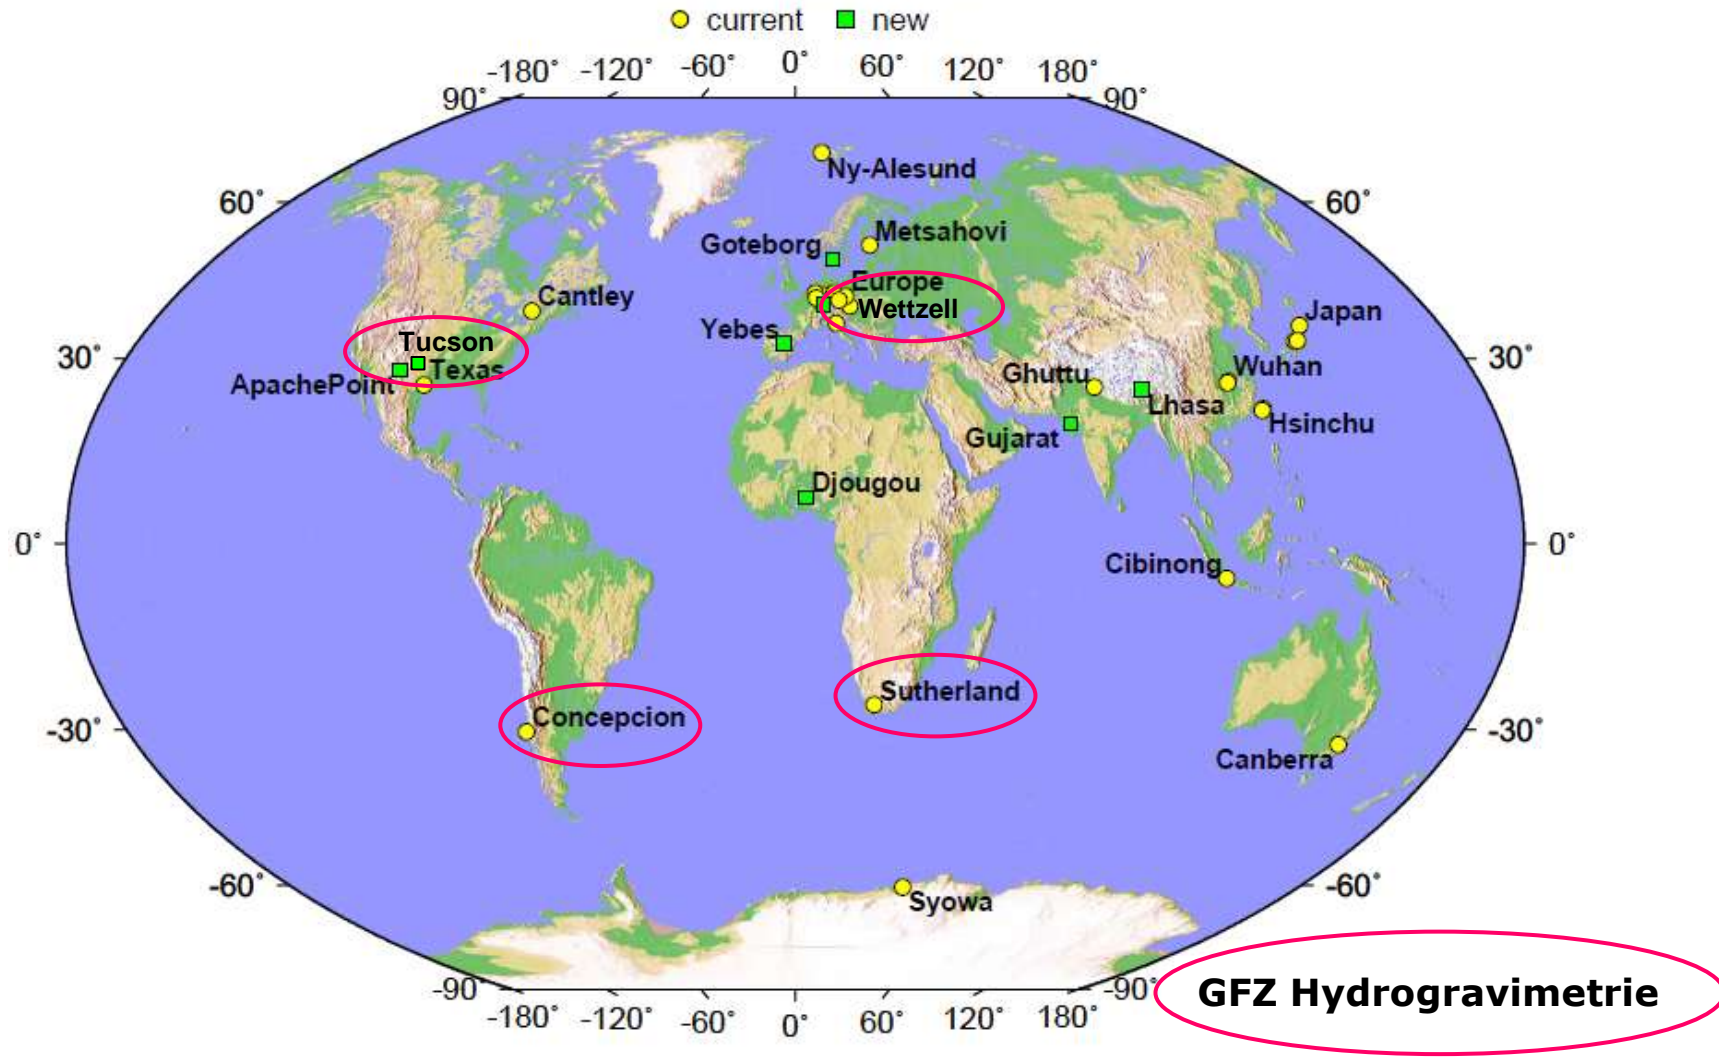 current new
-180° -120° -60° 0° 60° 120° 180°
90° 90°
Ny-Alesund
60° 60°
Goteborg Metsahovi
Europe
Cantley Wettzell Japan
Tucson Yebes
30° 30°
ApachePoint Texas Ghuttu Wuhan
Lhasa
Gujarat Hsinchu
Djougou
0° 0°
Cibinong
Sutherland
Concepcion
-30° -30°
Canberra
-60° -60°
Syowa
-90° -90°
GFZ Hydrogravimetrie
-180° -120° -60° 0° 60° 120° 180°